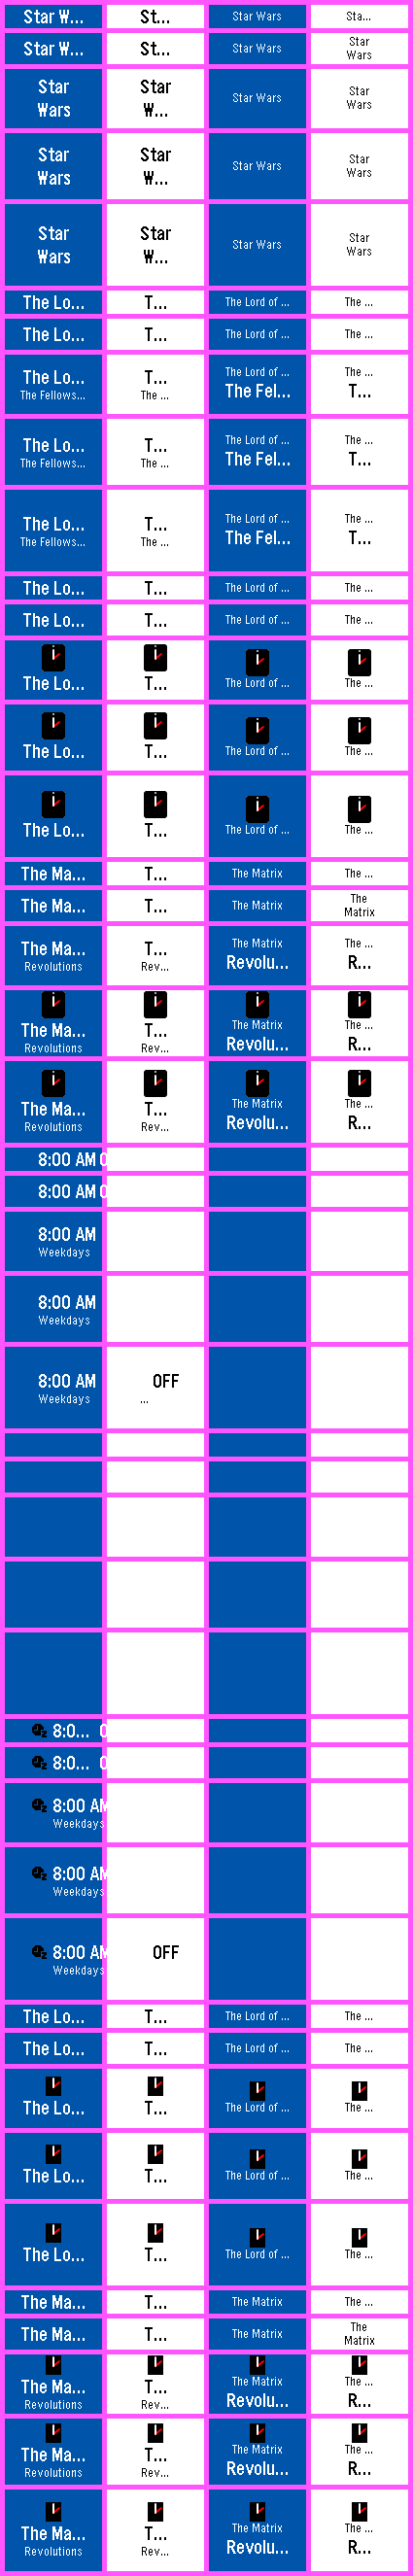 Star W... St... Star Wars Sta...
Star W... St... Star Wars Star
Wars
Star Star Star Wars Star
Wars W... Wars
Star Star Star Wars Star
Wars W... Wars
Star Star Star Wars Star
Wars W... Wars
The Lo... T... The Lord of ... The ...
The Lo... T... The Lord of ... The ...
The Lo... T... The Lord of ... The ...
The Fellows... The ... The Fel... T...
The Lo... T... The Lord of ... The ...
The Fellows... The ... The Fel... T...
The Lo... T... The Lord of ... The ...
The Fellows... The ... The Fel... T...
The Lo... T... The Lord of ... The ...
The Lo... T... The Lord of ... The ...
The Lo... T... The Lord of ... The ...
The Lo... T... The Lord of ... The ...
The Lo... T... The Lord of ... The ...
The Ma... T... The Matrix The ...
The Ma... T... The Matrix The
Matrix
The Ma... T... The Matrix The ...
Revolutions Rev... Revolu... R...
The Ma... T... The Matrix The ...
Revolutions Rev... Revolu... R...
The Ma... T... The Matrix The ...
Revolutions Rev... Revolu... R...
8:00 AM
8:00 AM
8:00 AM
Weekdays
8:00 AM
Weekdays
8:00 AM OFF
Weekdays ...
8:0...
8:0...
8:00 AM
Weekdays
8:00 AM
Weekdays
8:00 AM OFF
Weekdays
The Lo... T... The Lord of ... The ...
The Lo... T... The Lord of ... The ...
The Lo... T... The Lord of ... The ...
The Lo... T... The Lord of ... The ...
The Lo... T... The Lord of ... The ...
The Ma... T... The Matrix The ...
The Ma... T... The Matrix The
Matrix
The Ma... T... The Matrix The ...
Revolutions Rev... Revolu... R...
The Ma... T... The Matrix The ...
Revolutions Rev... Revolu... R...
The Ma... T... The Matrix The ...
Revolutions Rev... Revolu... R...